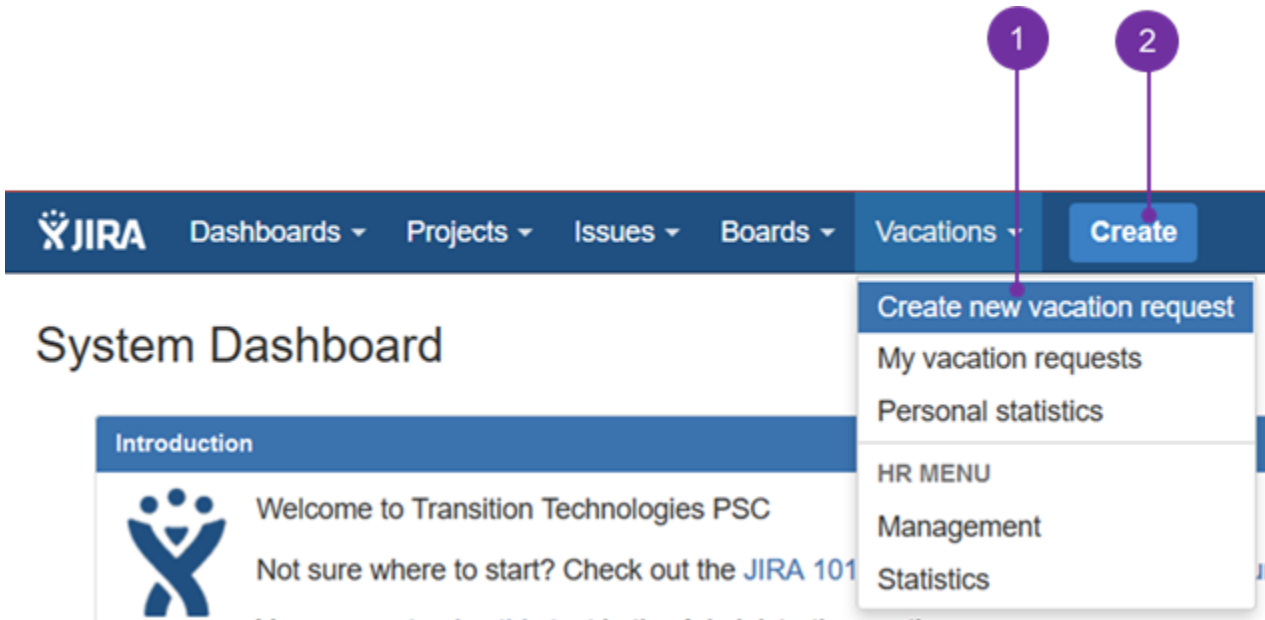 1 2
JIRA Dashboards Projects Issues Boards Vacations Create
Create new vacation request
System Dashboard
My vacation requests
Personal statistics
Introduction
HR MENU
Welcome to Transition Technologies PSC
Management
Not sure where to start? Check out the JIRA 101
Statistics